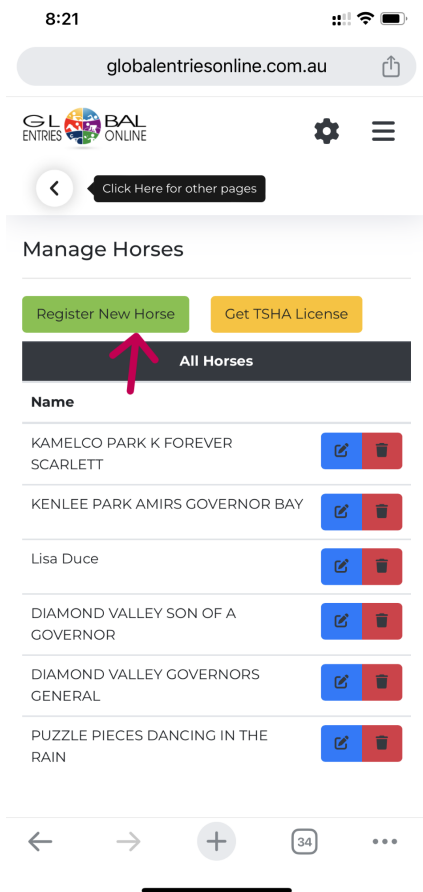 8:21
globalentriesonline.com.au
GLOBAL
ENTRIES ONLINE
Click Here for other pages
Manage Horses
Register New Horse
Get TSHA License
All Horses
Name
KAMELCO PARK K FOREVER
SCARLETT
KENLEE PARK AMIRS GOVERNOR BAY
Lisa Duce
DIAMOND VALLEY SON OF A
GOVERNOR
DIAMOND VALLEY GOVERNORS
GENERAL
PUZZLE PIECES DANCING IN THE
RAIN
34